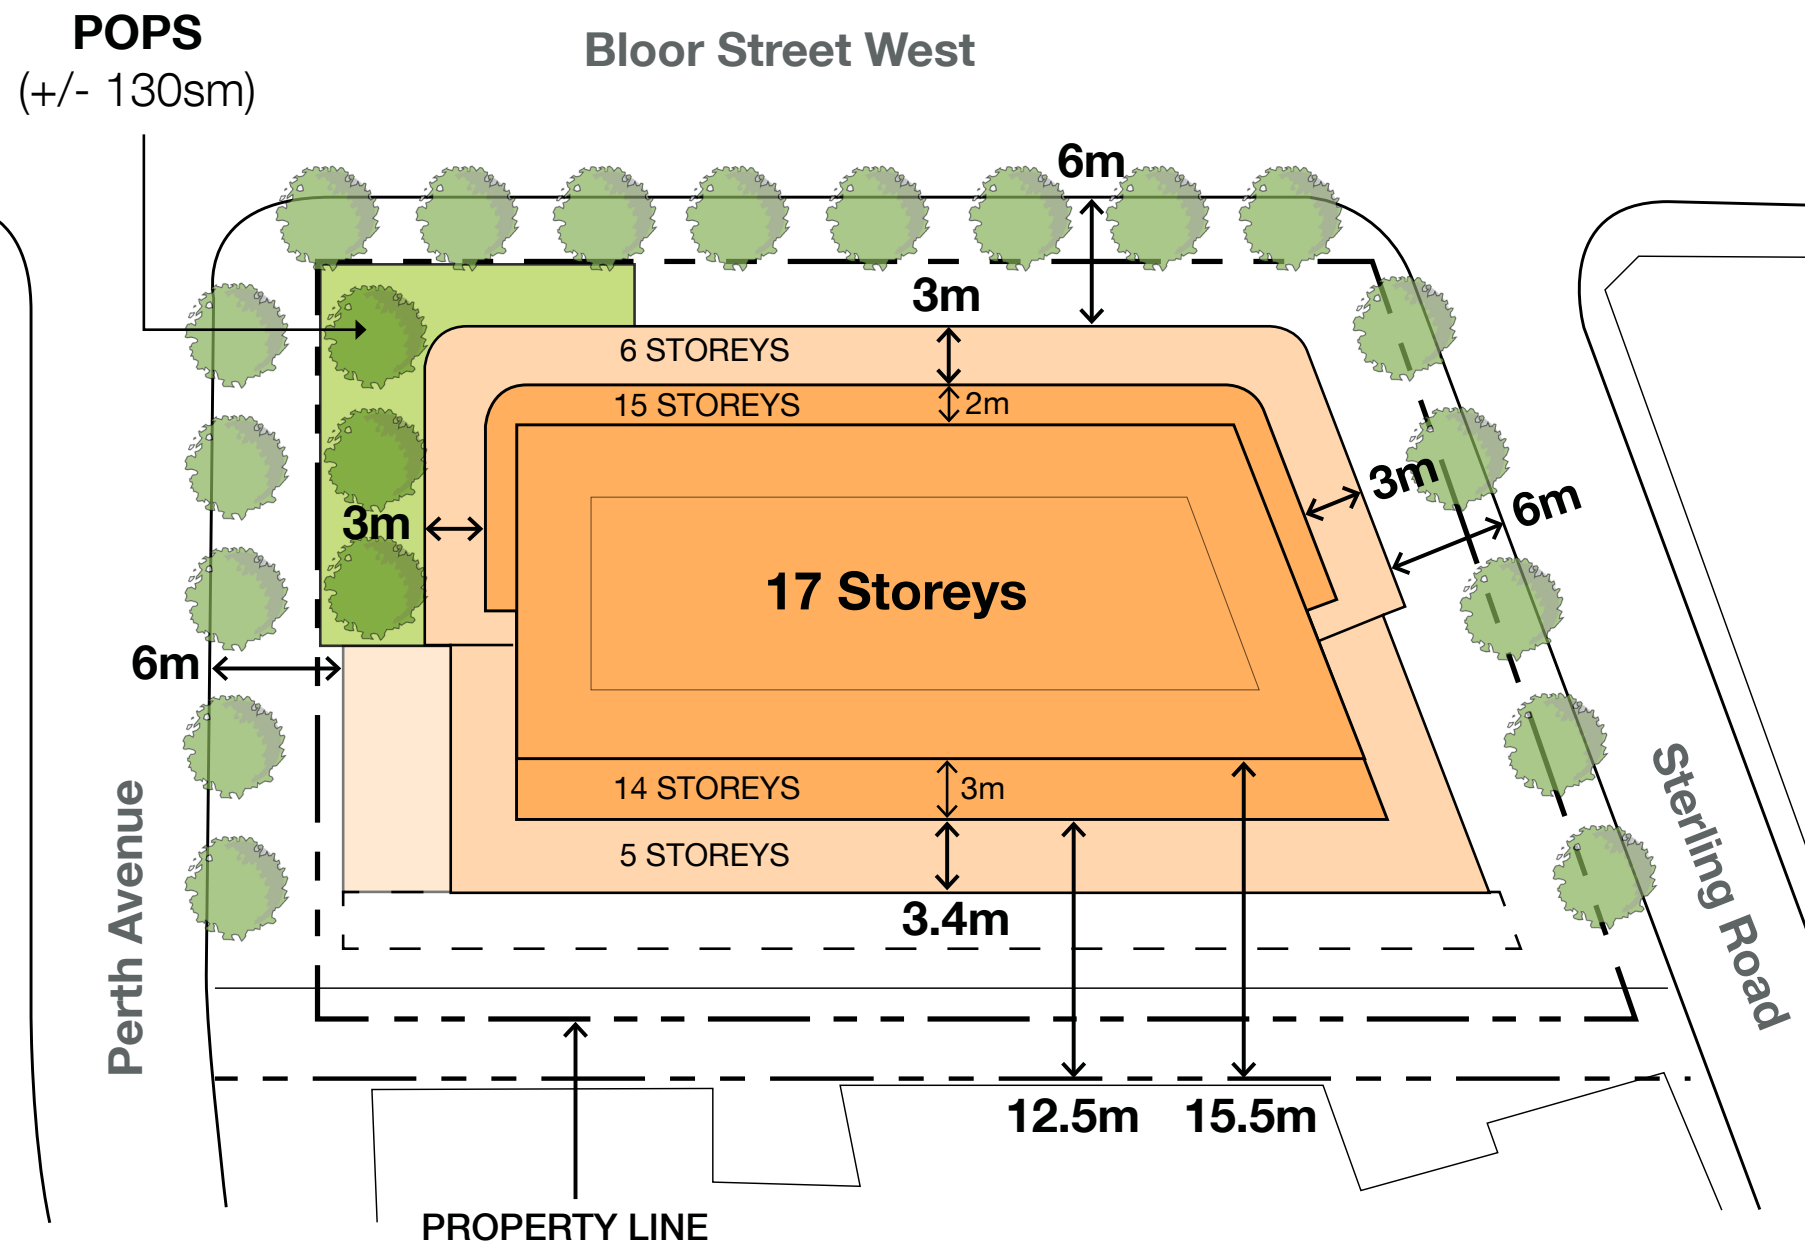 POPS
(+/- 130sm)
Bloor Street West
6m
3m
6 STOREYS
15 STOREYS
2m
3m
6m
3m
17 Storeys
6m
14 STOREYS
3m
5 STOREYS
3.4m
Perth Avenue
Sterling Road
12.5m
15.5m
PROPERTY LINE